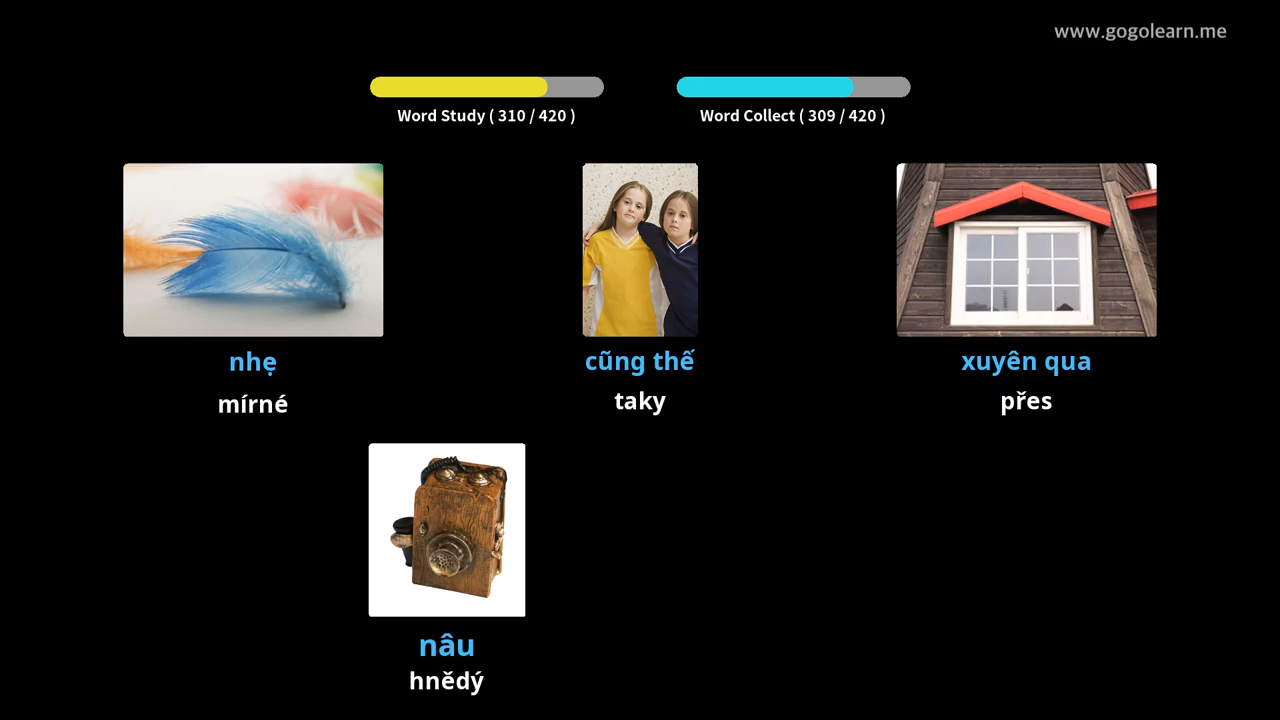 www.gogolearn.me
Word Study ( 310 / 420 )
Word Collect ( 309 / 420 )
nhẹ
mírné
cũng thế
taky
xuyên qua
přes
nâu
hnědý